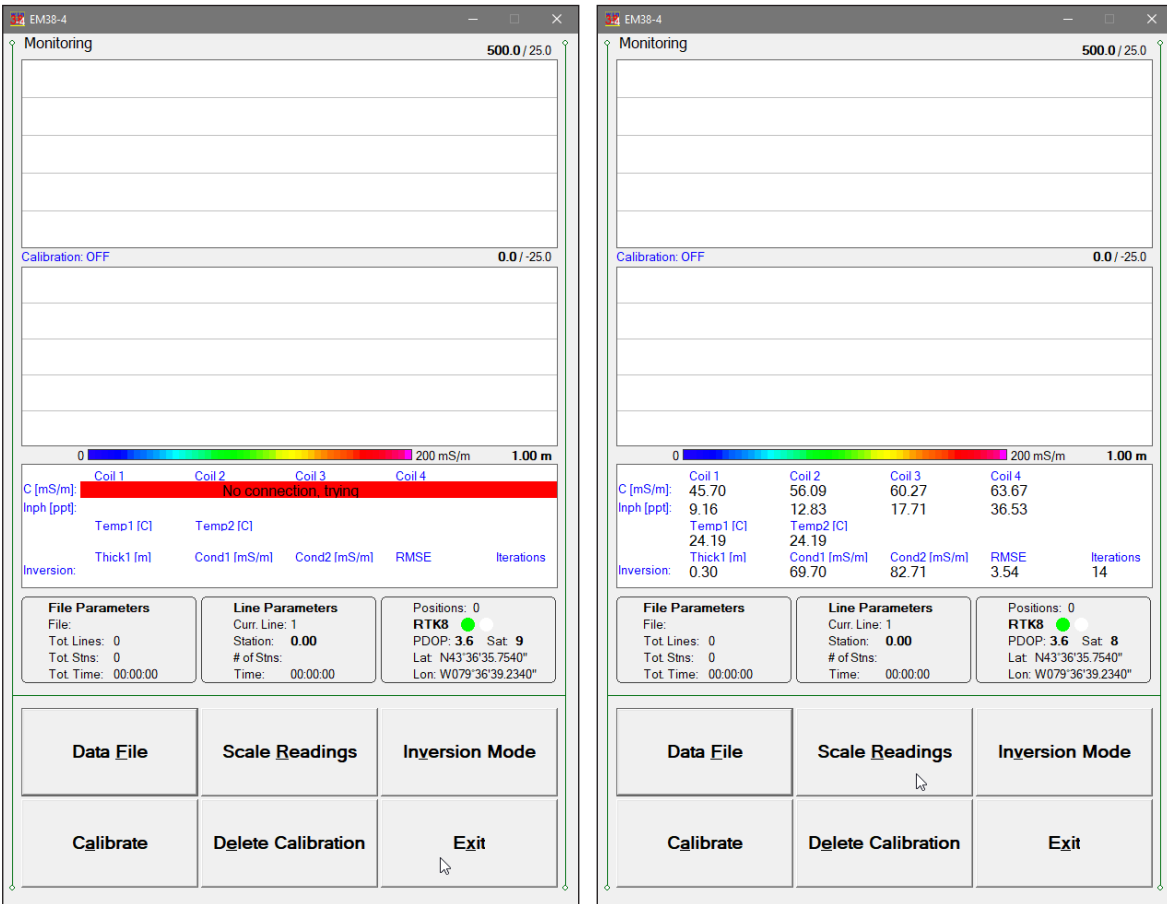 EM38-4
Monitoring
500.0 / 25.0
Calibration: OFF
0.0 / -25.0
0 200 mS/m 1.00 m
Coil 1 Coil 2 Coil 3 Coil 4
C [mS/m]: No connection, trying
Inph [ppt]:
Temp1 [C] Temp2 [C]
Thick1 [m] Cond1 [mS/m] Cond2 [mS/m] RMSE Iterations
Inversion:
File Parameters
File:
Tot. Lines: 0
Tot. Stns: 0
Tot. Time: 00:00:00
Line Parameters
Curr. Line: 1
Station: 0.00
# of Stns:
Time: 00:00:00
Positions: 0
RTK8
PDOP: 3.6 Sat: 9
Lat: N43°36'35.7540"
Lon: W079°36'39.2340"
Data File Scale Readings Inversion Mode
Calibrate Delete Calibration Exit
EM38-4
Monitoring
500.0 / 25.0
Calibration: OFF
0.0 / -25.0
0 200 mS/m 1.00 m
Coil 1 Coil 2 Coil 3 Coil 4
C [mS/m]: 45.70 56.09 60.27 63.67
Inph [ppt]: 9.16 12.83 17.71 36.53
Temp1 [C] Temp2 [C]
24.19 24.19
Thick1 [m] Cond1 [mS/m] Cond2 [mS/m] RMSE Iterations
Inversion: 0.30 69.70 82.71 3.54 14
File Parameters
File:
Tot. Lines: 0
Tot. Stns: 0
Tot. Time: 00:00:00
Line Parameters
Curr. Line: 1
Station: 0.00
# of Stns:
Time: 00:00:00
Positions: 0
RTK8
PDOP: 3.6 Sat: 8
Lat: N43°36'35.7540"
Lon: W079°36'39.2340"
Data File Scale Readings Inversion Mode
Calibrate Delete Calibration Exit